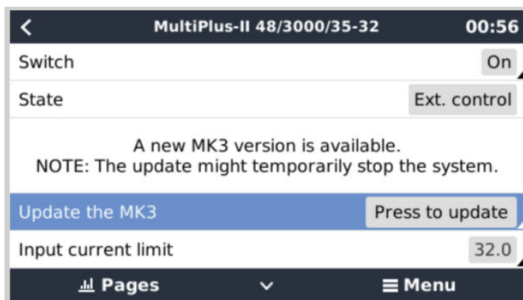 MultiPlus-II 48/3000/35-32 00:56
Switch On
State Ext. control
A new MK3 version is available.
NOTE: The update might temporarily stop the system.
Update the MK3 Press to update
Input current limit 32.0
Pages Menu